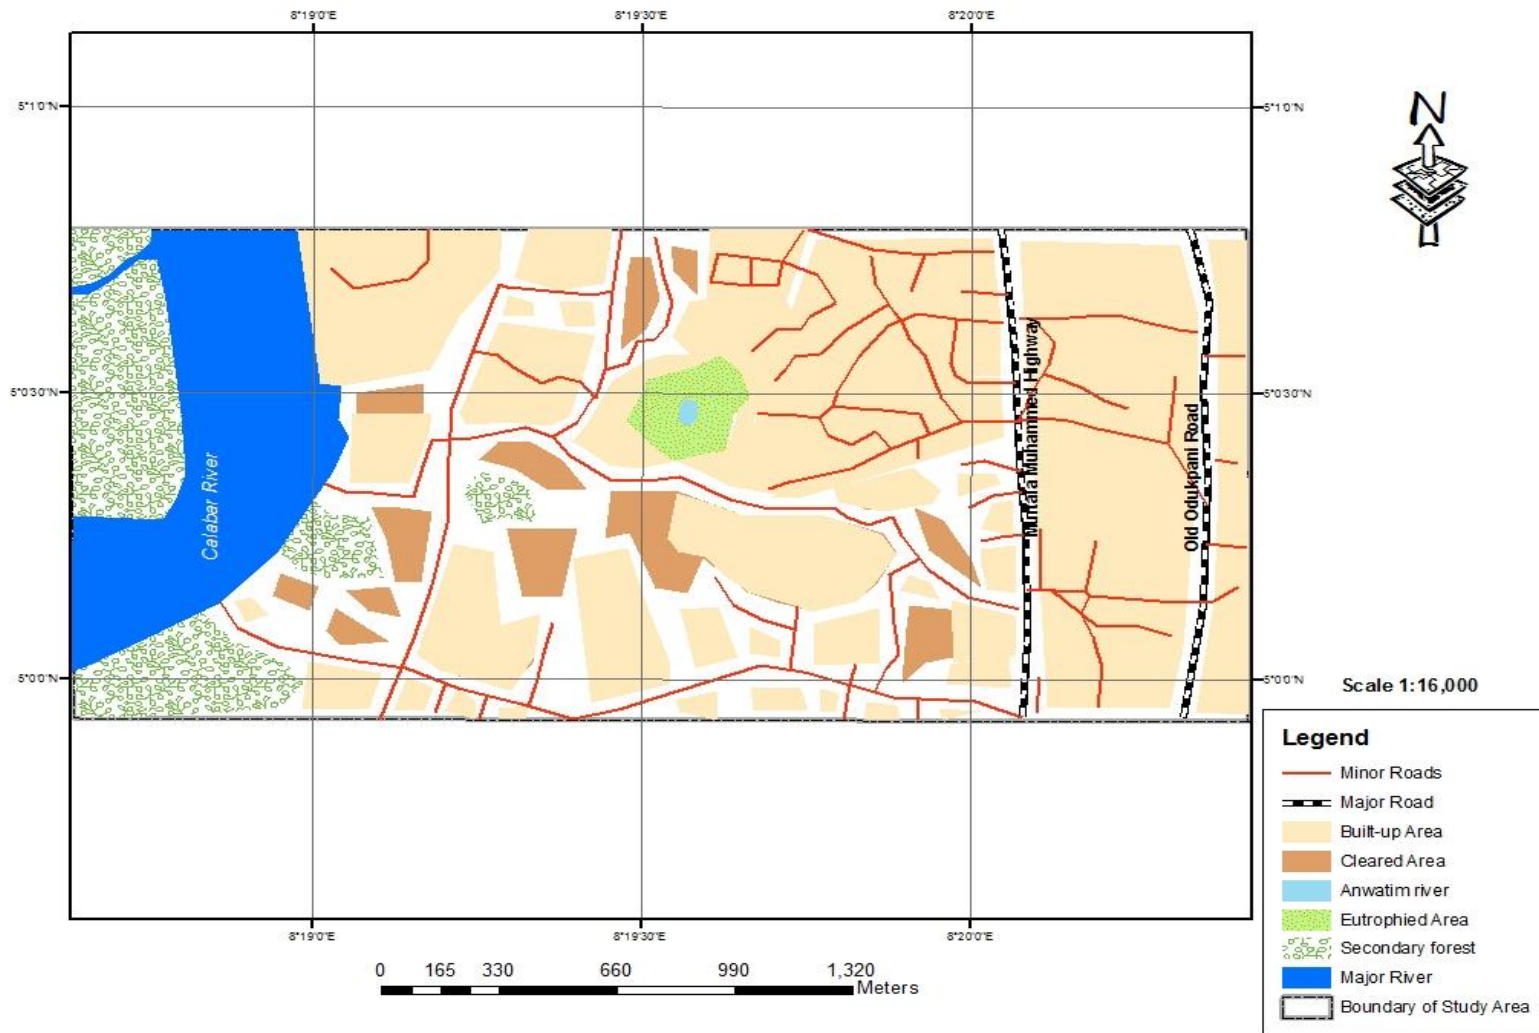 8°19'0"E 8°19'30"E 8°20'0"E
5°1'0"N 5°1'0"N
N
5°0'30"N 5°0'30"N
Murtala Muhammed Highway
Old Odukpani Road
Calabar River
5°0'0"N 5°0'0"N
Scale 1:16,000
8°19'0"E 8°19'30"E 8°20'0"E
0 165 330 660 990 1,320
Meters
Legend
Minor Roads
Major Road
Built-up Area
Cleared Area
Anwatim river
Eutrophied Area
Secondary forest
Major River
Boundary of Study Area